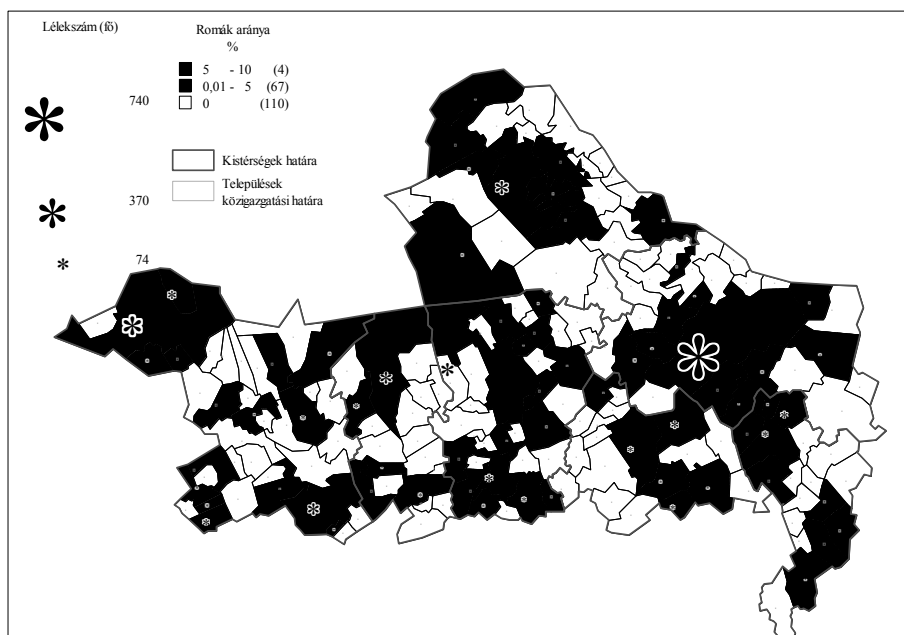 Lélekszám (fő)
740
370
74
Romák aránya
%
5 - 10 (4)
0,01 - 5 (67)
0 (110)
Kistérségek határa
Települések
közigazgatási határa